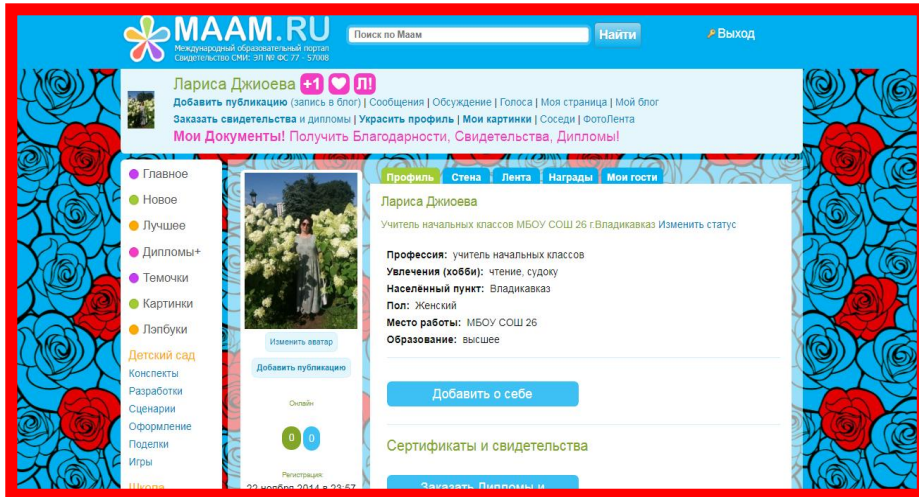 MAAM.RU
Международный образовательный портал
Свидетельство СМИ: ЭЛ № ФС 77 - 57008
Поиск по Маам
Найти
Выход
Лариса Джиоева +1 Л!
Добавить публикацию (запись в блог) | Сообщения | Обсуждение | Голоса | Моя страница | Мой блог
Заказать свидетельства и дипломы | Украсить профиль | Мои картинки | Соседи | ФотоЛента
Мои Документы! Получить Благодарности, Свидетельства, Дипломы!
Главное
Новое
Лучшее
Дипломы+
Темочки
Картинки
Лэпбуки
Детский сад
Конспекты
Разработки
Сценарии
Оформление
Поделки
Игры
Школа
Изменить аватар
Добавить публикацию
Онлайн
0 0
Регистрация:
22 ноября 2014 в 23:57
Профиль Стена Лента Награды Мои гости
Лариса Джиоева
Учитель начальных классов МБОУ СОШ 26 г.Владикавказ Изменить статус
Профессия: учитель начальных классов
Увлечения (хобби): чтение, судоку
Населённый пункт: Владикавказ
Пол: Женский
Место работы: МБОУ СОШ 26
Образование: высшее
Добавить о себе
Сертификаты и свидетельства
Заказать Дипломы и